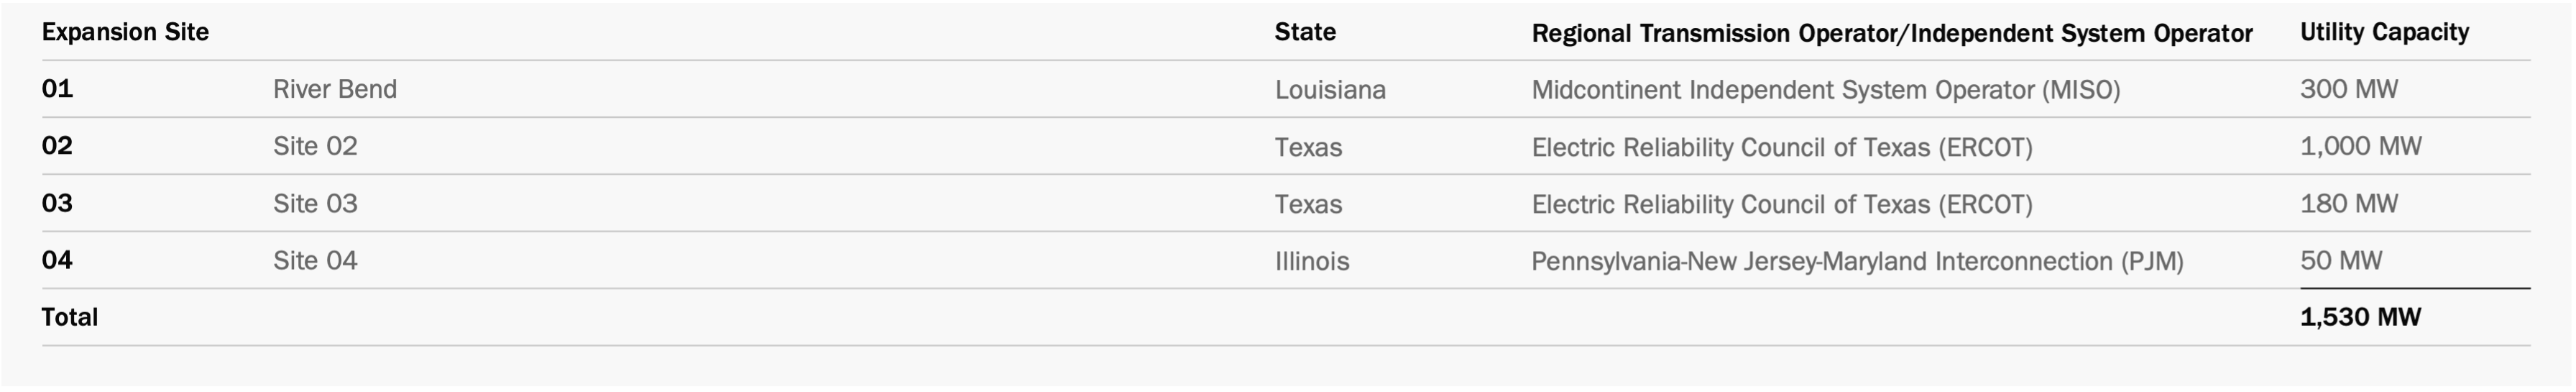 Expansion Site State Regional Transmission Operator/Independent System Operator Utility Capacity
01 River Bend Louisiana Midcontinent Independent System Operator (MISO) 300 MW
02 Site 02 Texas Electric Reliability Council of Texas (ERCOT) 1,000 MW
03 Site 03 Texas Electric Reliability Council of Texas (ERCOT) 180 MW
04 Site 04 Illinois Pennsylvania-New Jersey-Maryland Interconnection (PJM) 50 MW
Total 1,530 MW